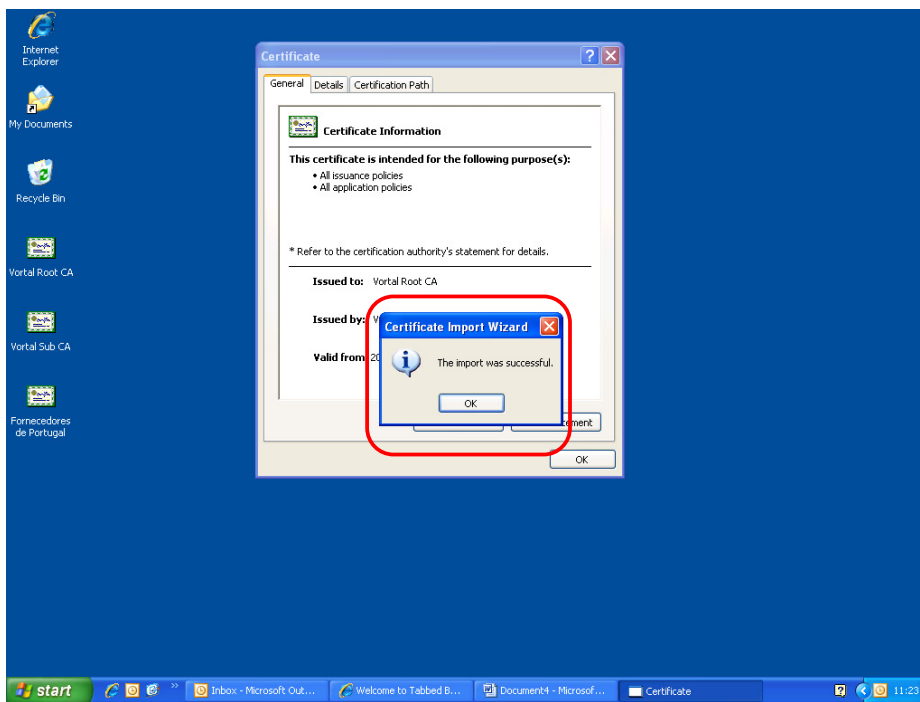 Internet
Explorer
My Documents
Recycle Bin
Vortal Root CA
Vortal Sub CA
Fornecedores
de Portugal
Certificate
General
Details
Certification Path
Certificate Information
This certificate is intended for the following purpose(s):
• All issuance policies
• All application policies
* Refer to the certification authority's statement for details.
Issued to: Vortal Root CA
Issued by: V
Valid from 20
Certificate Import Wizard
The import was successful.
OK
OK
start
Inbox - Microsoft Out...
Welcome to Tabbed B...
Document4 - Microsof...
Certificate
11:23